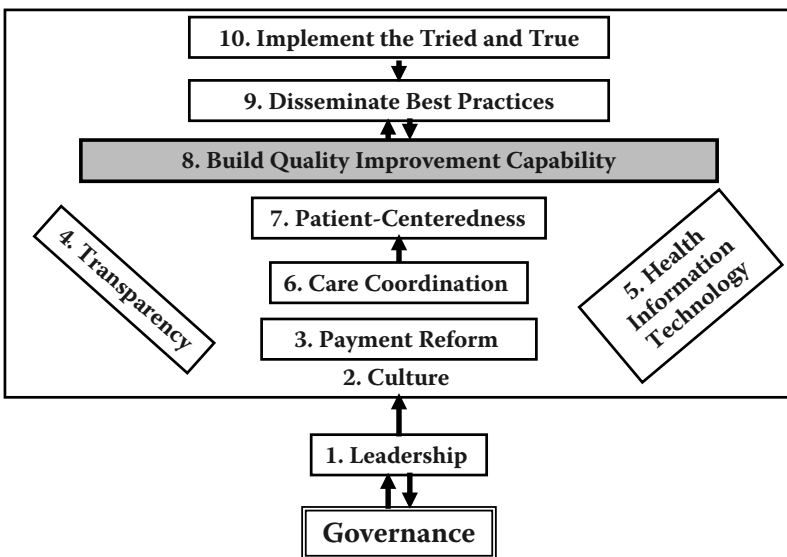 10. Implement the Tried and True
9. Disseminate Best Practices
8. Build Quality Improvement Capability
7. Patient-Centeredness
4. Transparency
5. Health
Information
Technology
6. Care Coordination
3. Payment Reform
2. Culture
1. Leadership
Governance